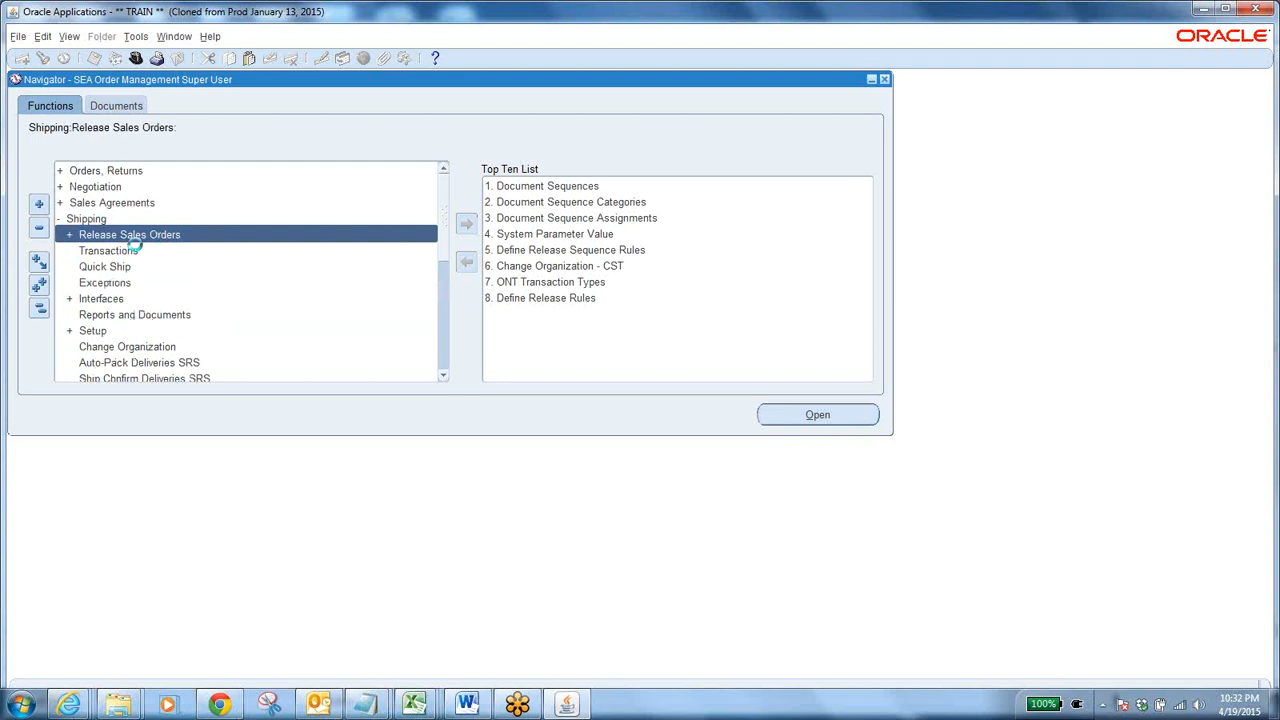 Oracle Applications - ** TRAIN ** (Cloned from Prod January 13, 2015)
File Edit View Folder Tools Window Help
ORACLE
Navigator - SEA Order Management Super User
Functions Documents
Shipping:Release Sales Orders:
+ Orders, Returns
+ Negotiation
+ Sales Agreements
- Shipping
+ Release Sales Orders
Transactions
Quick Ship
Exceptions
+ Interfaces
Reports and Documents
+ Setup
Change Organization
Auto-Pack Deliveries SRS
Ship Confirm Deliveries SRS
Top Ten List
1. Document Sequences
2. Document Sequence Categories
3. Document Sequence Assignments
4. System Parameter Value
5. Define Release Sequence Rules
6. Change Organization - CST
7. ONT Transaction Types
8. Define Release Rules
Open
100%
10:32 PM
4/19/2015